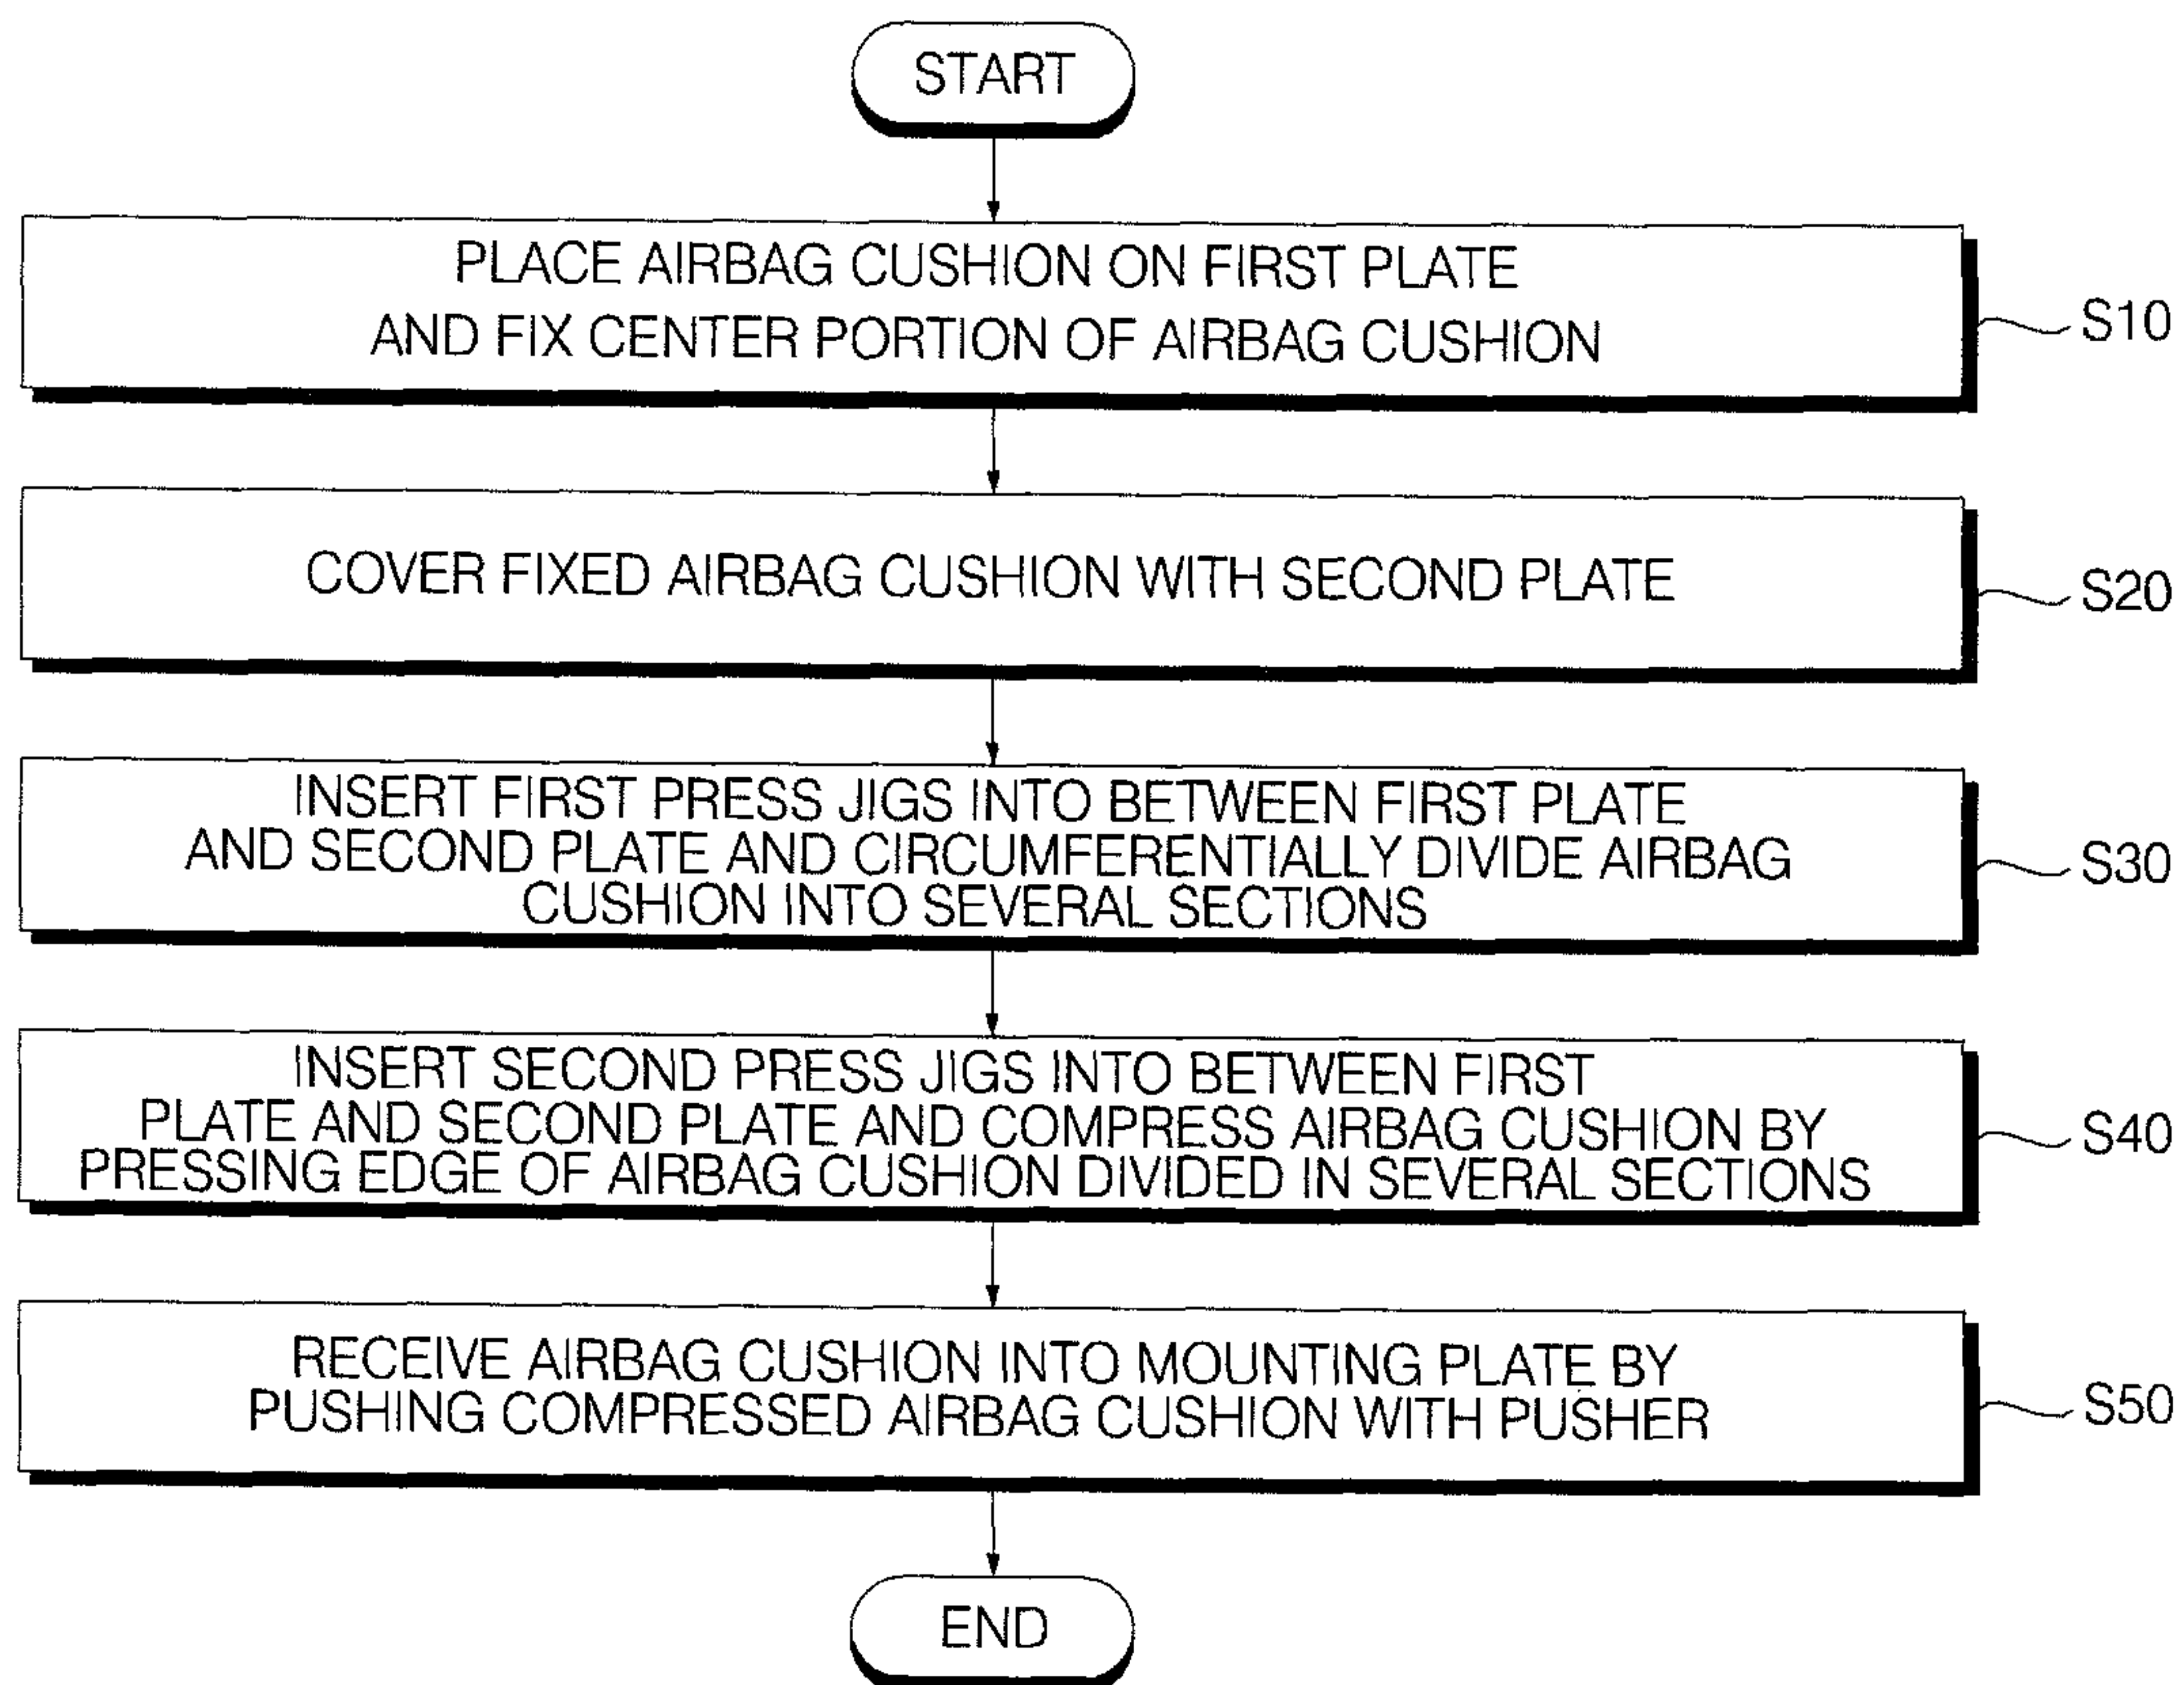 START
PLACE AIRBAG CUSHION ON FIRST PLATE
AND FIX CENTER PORTION OF AIRBAG CUSHION
S10
COVER FIXED AIRBAG CUSHION WITH SECOND PLATE
S20
INSERT FIRST PRESS JIGS INTO BETWEEN FIRST PLATE
AND SECOND PLATE AND CIRCUMFERENTIALLY DIVIDE AIRBAG
CUSHION INTO SEVERAL SECTIONS
S30
INSERT SECOND PRESS JIGS INTO BETWEEN FIRST
PLATE AND SECOND PLATE AND COMPRESS AIRBAG CUSHION BY
PRESSING EDGE OF AIRBAG CUSHION DIVIDED IN SEVERAL SECTIONS
S40
RECEIVE AIRBAG CUSHION INTO MOUNTING PLATE BY
PUSHING COMPRESSED AIRBAG CUSHION WITH PUSHER
S50
END